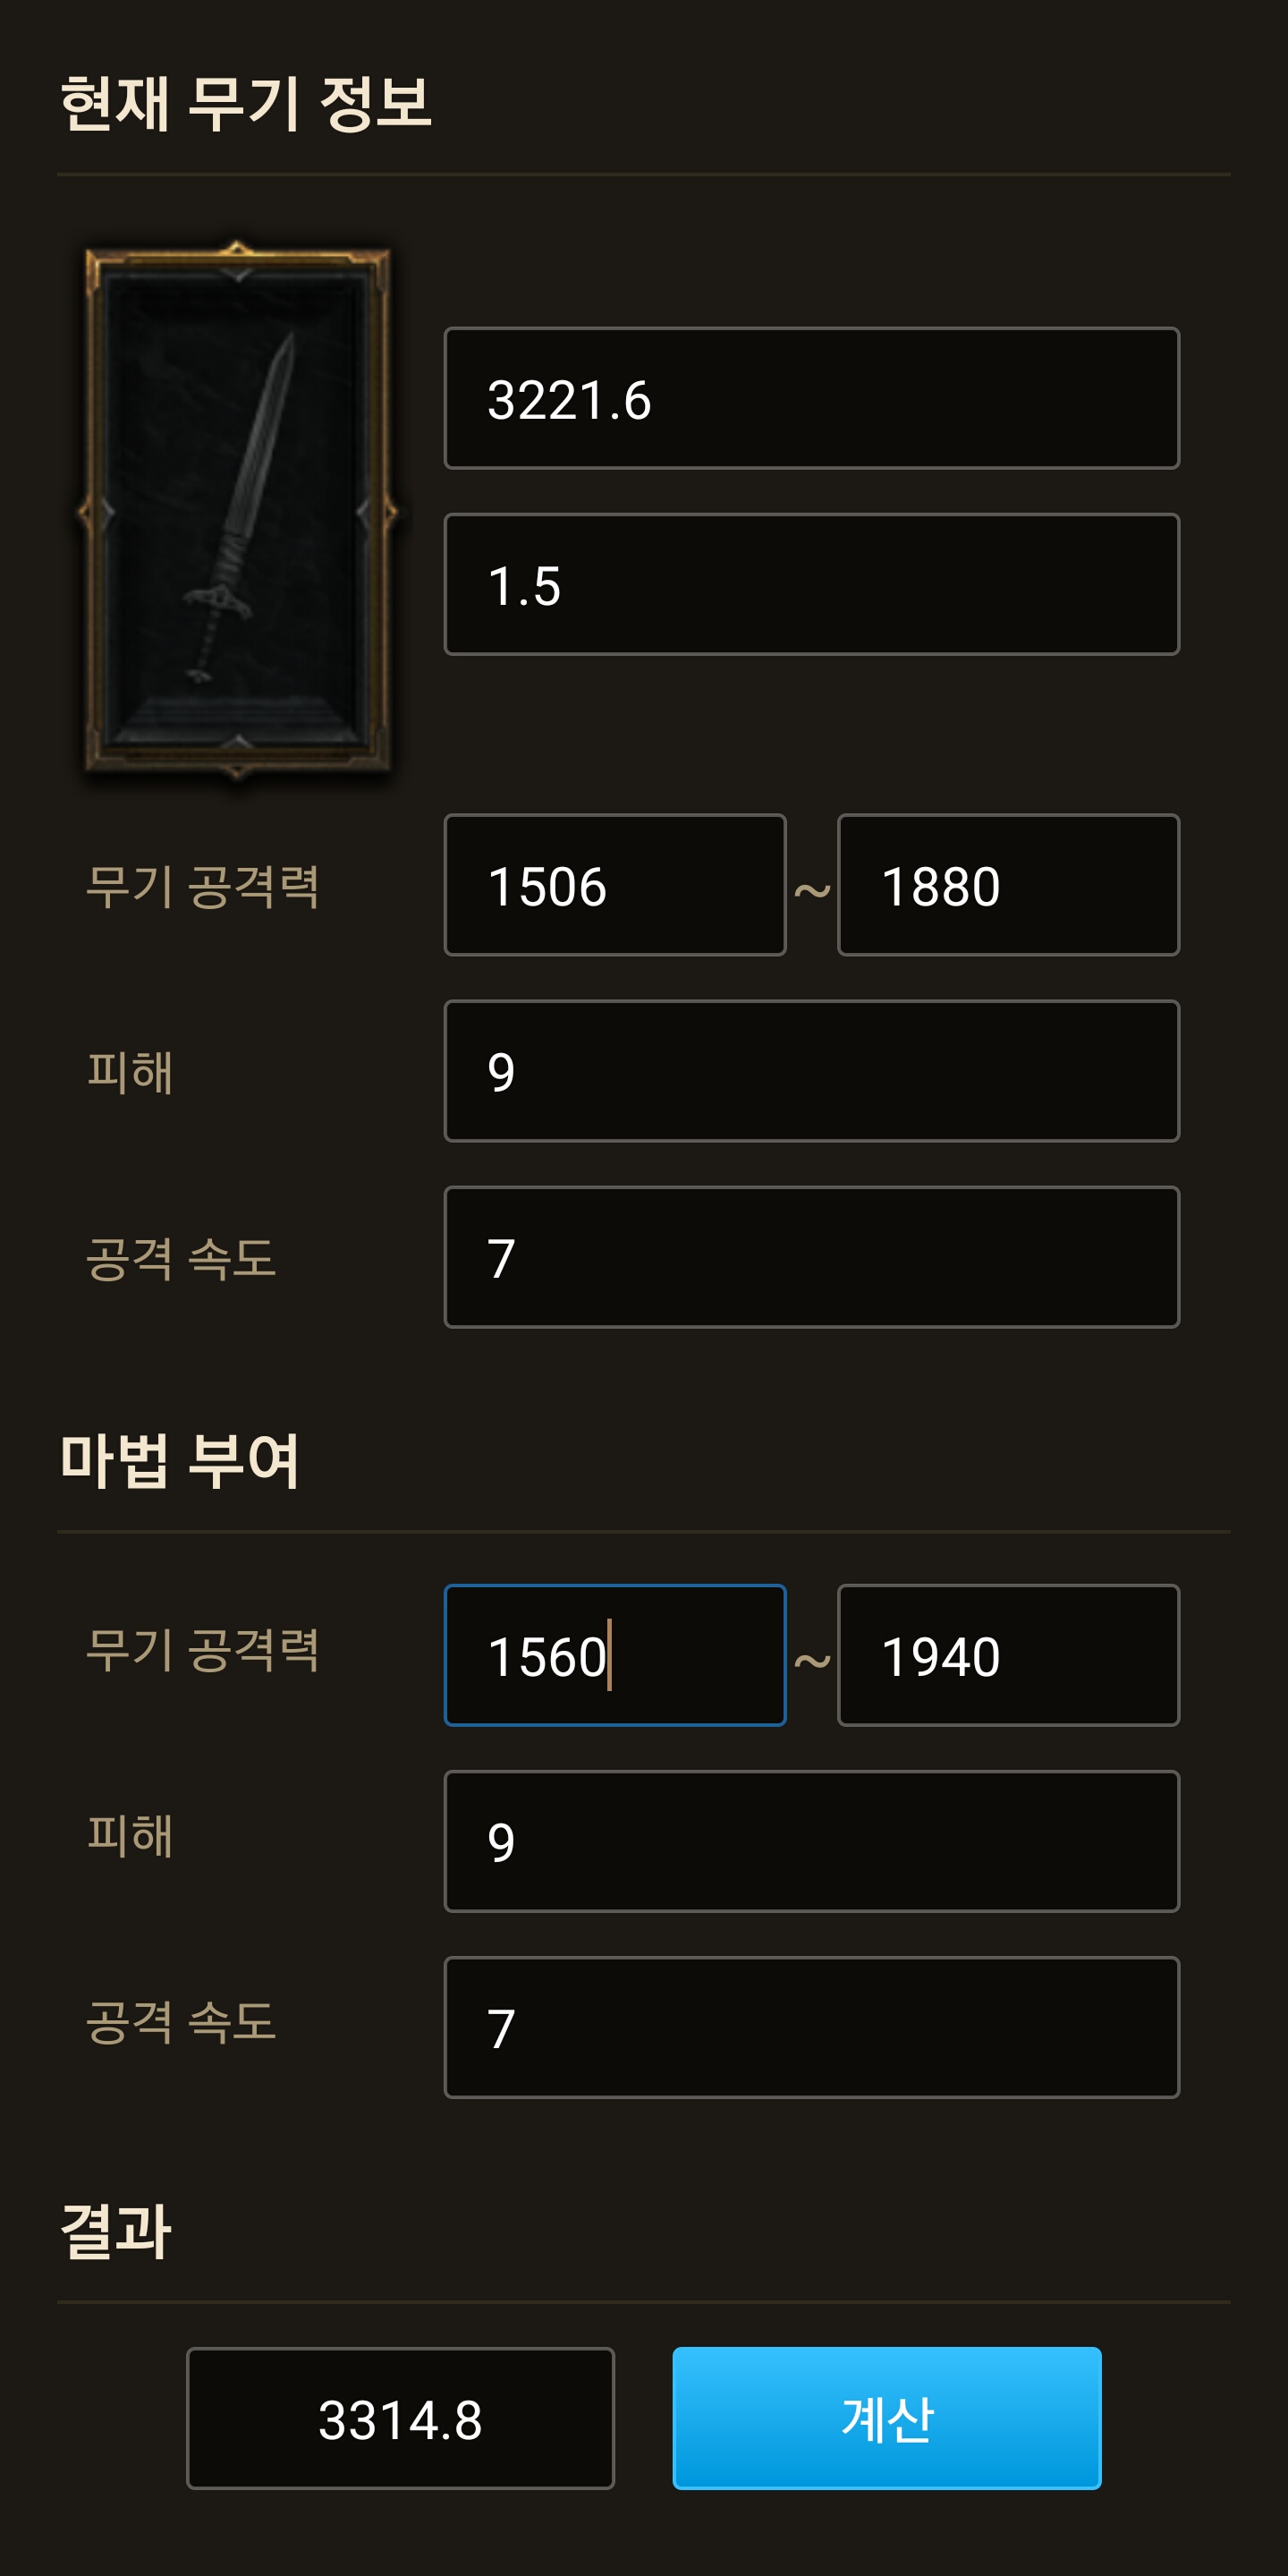 현재 무기 정보
3221.6
1.5
무기 공격력 1506 ~ 1880
피해 9
공격 속도 7
마법 부여
무기 공격력 1560 ~ 1940
피해 9
공격 속도 7
결과
3314.8 계산